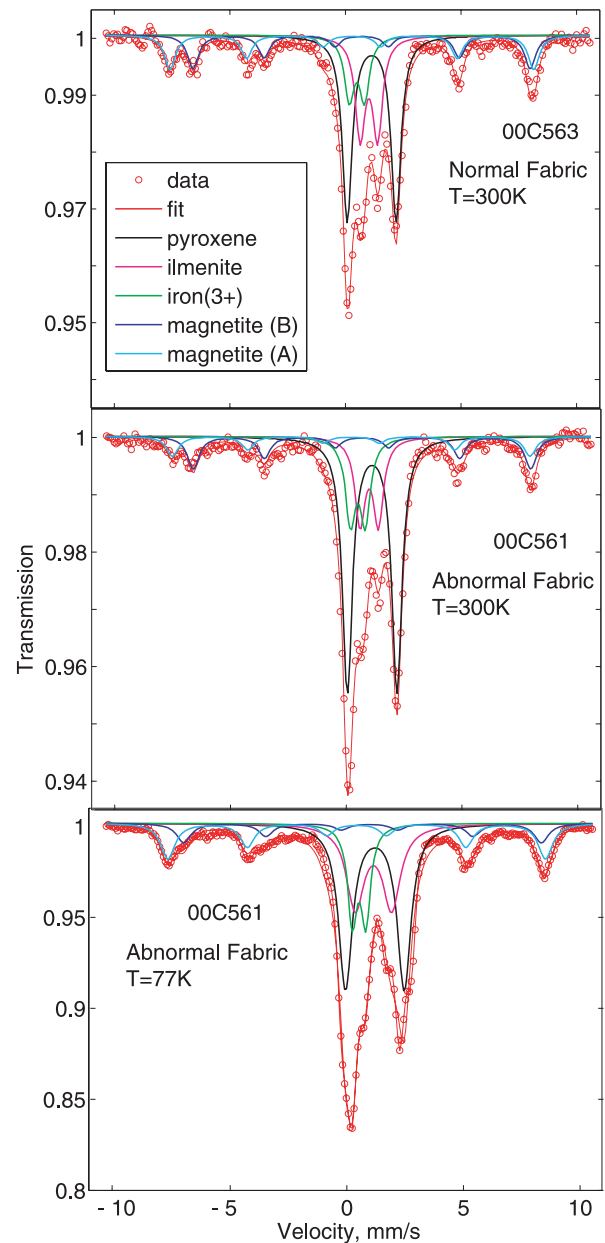 1
0.99
0.97
0.95
00C563
Normal Fabric
T=300K
data
fit
pyroxene
ilmenite
iron(3+)
magnetite (B)
magnetite (A)
1
0.98
0.96
0.94
00C561
Abnormal Fabric
T=300K
Transmission
1
0.95
0.9
0.85
0.8
00C561
Abnormal Fabric
T=77K
- 10 - 5 0 5 10
Velocity, mm/s